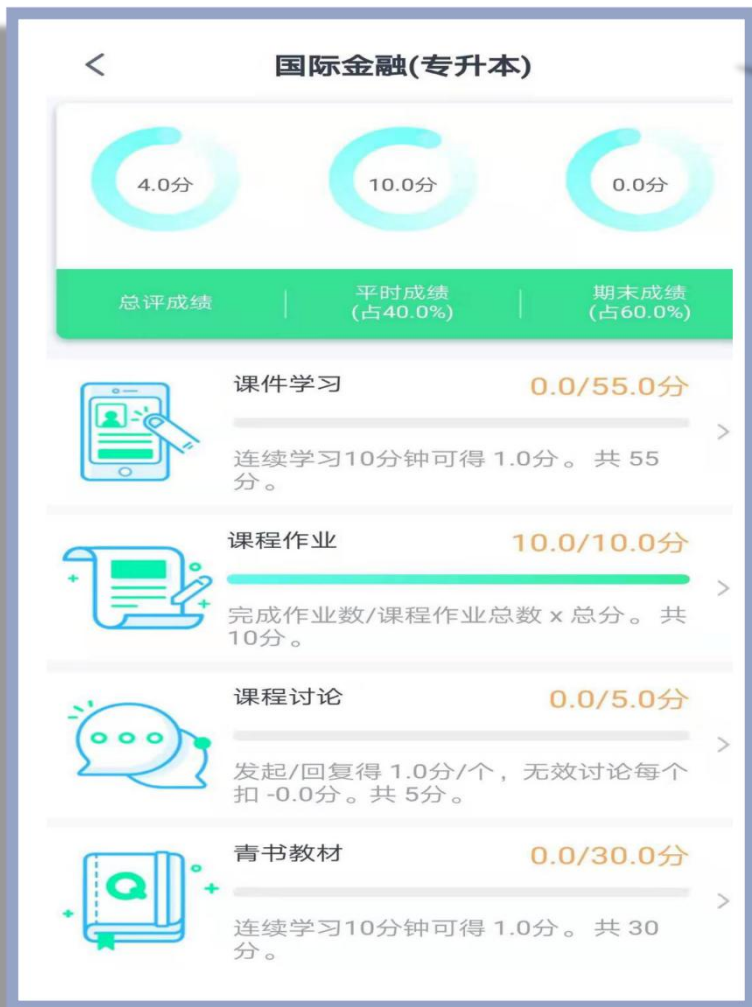 国际金融(专升本)
4.0分 10.0分 0.0分
总评成绩 平时成绩 期末成绩
(占40.0%) (占60.0%)
课件学习 0.0/55.0分
连续学习10分钟可得 1.0分。 共 55
分。
课程作业 10.0/10.0分
完成作业数/课程作业总数 x 总分。 共
10分。
课程讨论 0.0/5.0分
发起/回复得 1.0分/个，无效讨论每个
扣 -0.0分。共 5分。
青书教材 0.0/30.0分
Q
连续学习10分钟可得 1.0分。 共 30
分。